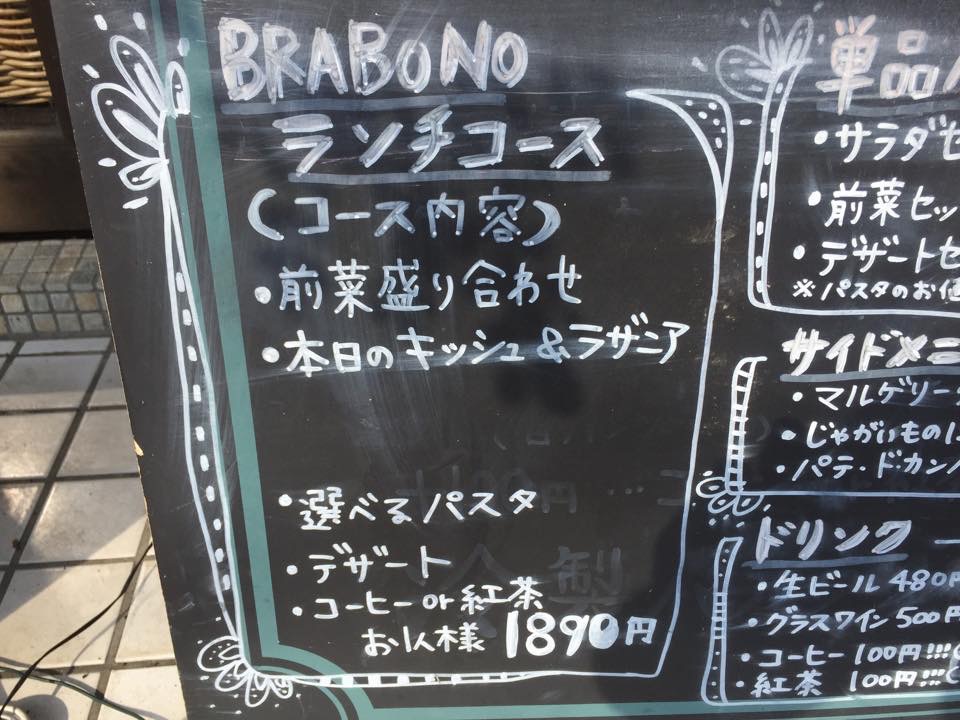 BRABONO
ランチコース
(コース内容)
・前菜盛り合わせ
・本日のキッシュ&ラザニア
・選べるパスタ
・デザート
・コーヒーor紅茶
お1人様 1890円
単品
・サラダセ
・前菜セッ
・デザートセ
※パスタのお値
サイドメニ
・マルゲリー
・じゃがいもの
・パテ・ド・カン
ドリンク
・生ビール 480円
・グラスワイン 500円
・コーヒー 100円!!!(
・紅茶 100円!!!(